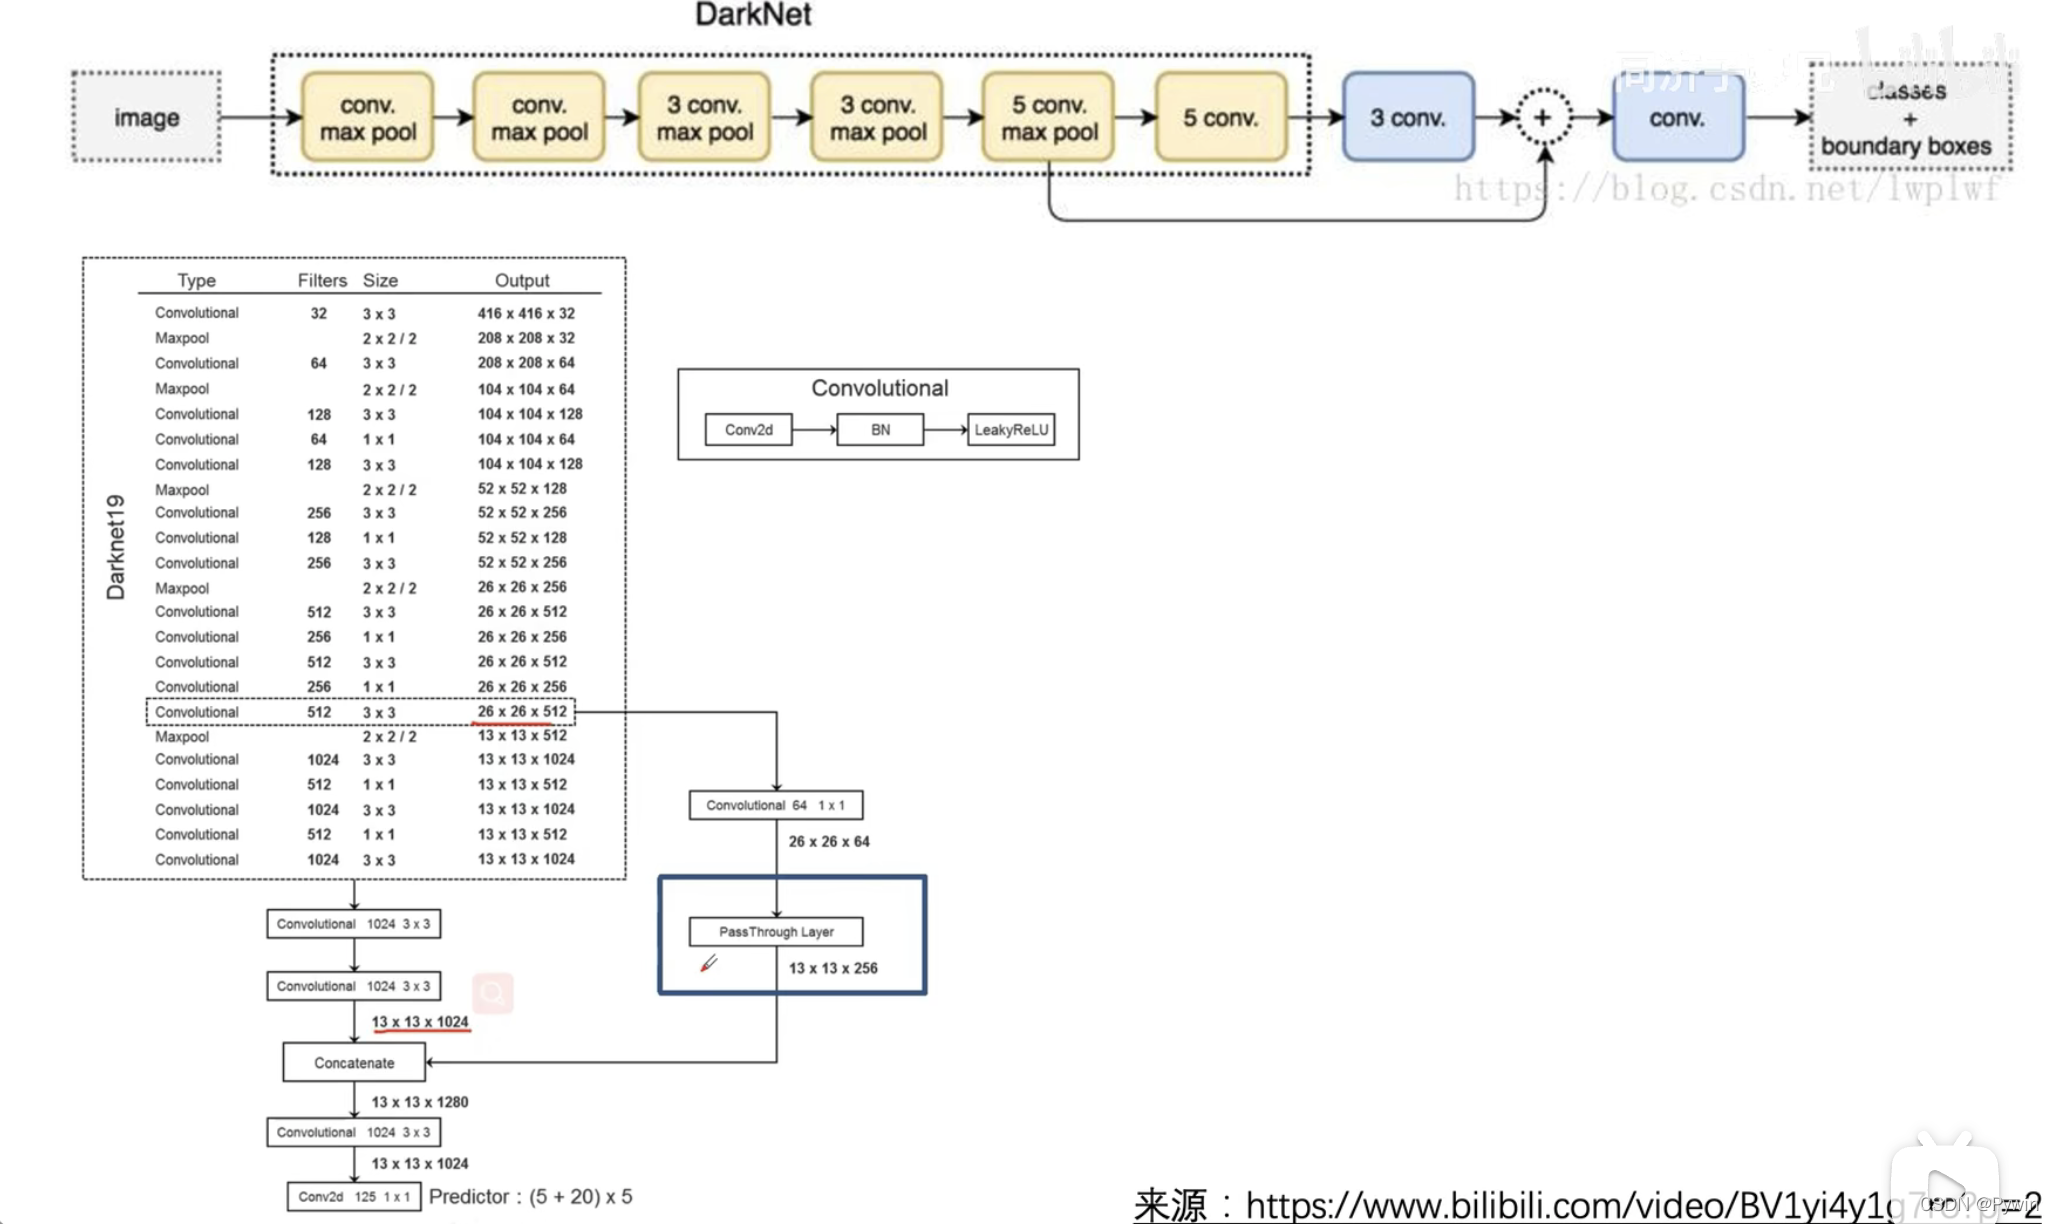 DarkNet
image
conv.
max pool
conv.
max pool
3 conv.
max pool
3 conv.
max pool
5 conv.
max pool
5 conv.
3 conv.
+
conv.
classes
+
boundary boxes
https://blog.csdn.net/lwplwf
Type Filters Size Output
Convolutional 32 3 x 3 416 x 416 x 32
Maxpool 2 x 2 / 2 208 x 208 x 32
Convolutional 64 3 x 3 208 x 208 x 64
Maxpool 2 x 2 / 2 104 x 104 x 64
Convolutional 128 3 x 3 104 x 104 x 128
Convolutional 64 1 x 1 104 x 104 x 64
Convolutional 128 3 x 3 104 x 104 x 128
Maxpool 2 x 2 / 2 52 x 52 x 128
Convolutional 256 3 x 3 52 x 52 x 256
Convolutional 128 1 x 1 52 x 52 x 128
Convolutional 256 3 x 3 52 x 52 x 256
Maxpool 2 x 2 / 2 26 x 26 x 256
Convolutional 512 3 x 3 26 x 26 x 512
Convolutional 256 1 x 1 26 x 26 x 256
Convolutional 512 3 x 3 26 x 26 x 512
Convolutional 256 1 x 1 26 x 26 x 256
Convolutional 512 3 x 3 26 x 26 x 512
Maxpool 2 x 2 / 2 13 x 13 x 512
Convolutional 1024 3 x 3 13 x 13 x 1024
Convolutional 512 1 x 1 13 x 13 x 512
Convolutional 1024 3 x 3 13 x 13 x 1024
Convolutional 512 1 x 1 13 x 13 x 512
Convolutional 1024 3 x 3 13 x 13 x 1024
Darknet19
Convolutional
Conv2d
BN
LeakyReLU
Convolutional 64 1 x 1
26 x 26 x 64
PassThrough Layer
13 x 13 x 256
Convolutional 1024 3 x 3
Convolutional 1024 3 x 3
13 x 13 x 1024
Concatenate
13 x 13 x 1280
Convolutional 1024 3 x 3
13 x 13 x 1024
Conv2d 125 1 x 1
Predictor : (5 + 20) x 5
来源：https://www.bilibili.com/video/BV1yi4y1g7
CSDN